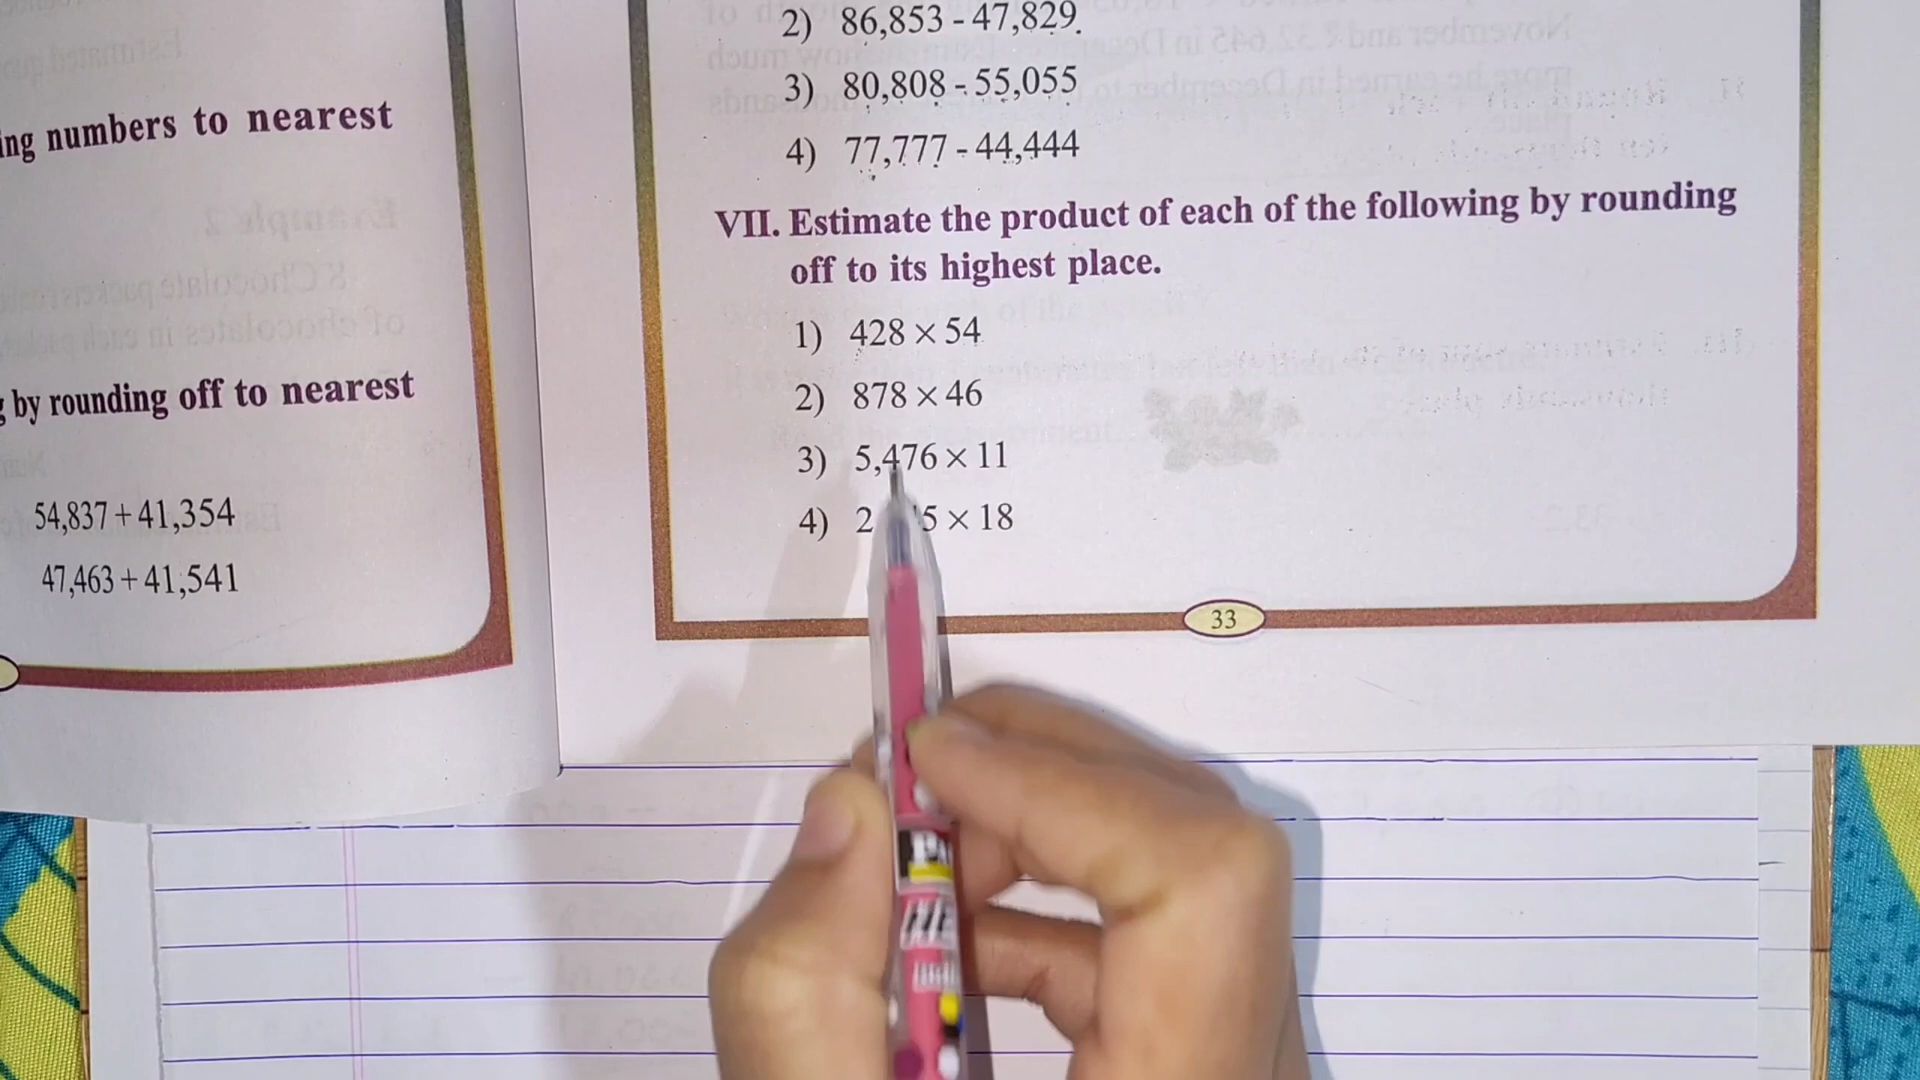 ing numbers to nearest
g by rounding off to nearest
54,837 + 41,354
47,463 + 41,541
2) 86,853 - 47,829.
3) 80,808 - 55,055
4) 77,777 - 44,444
VII. Estimate the product of each of the following by rounding
off to its highest place.
1) 428 × 54
2) 878 × 46
3) 5,476 × 11
4) 2 5 × 18
33